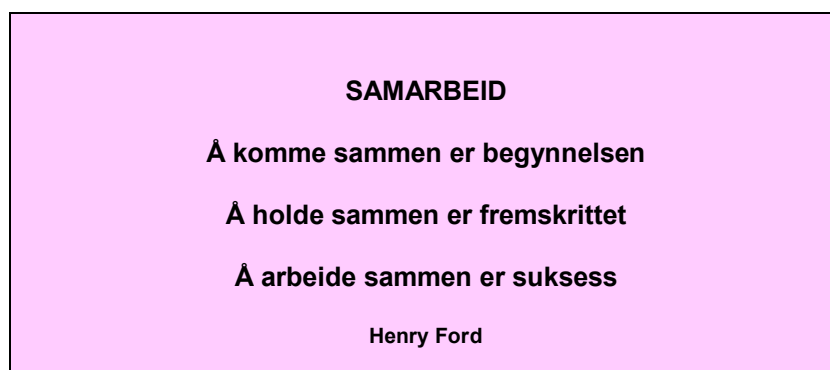 SAMARBEID
Å komme sammen er begynnelsen
Å holde sammen er fremskrittet
Å arbeide sammen er suksess
Henry Ford